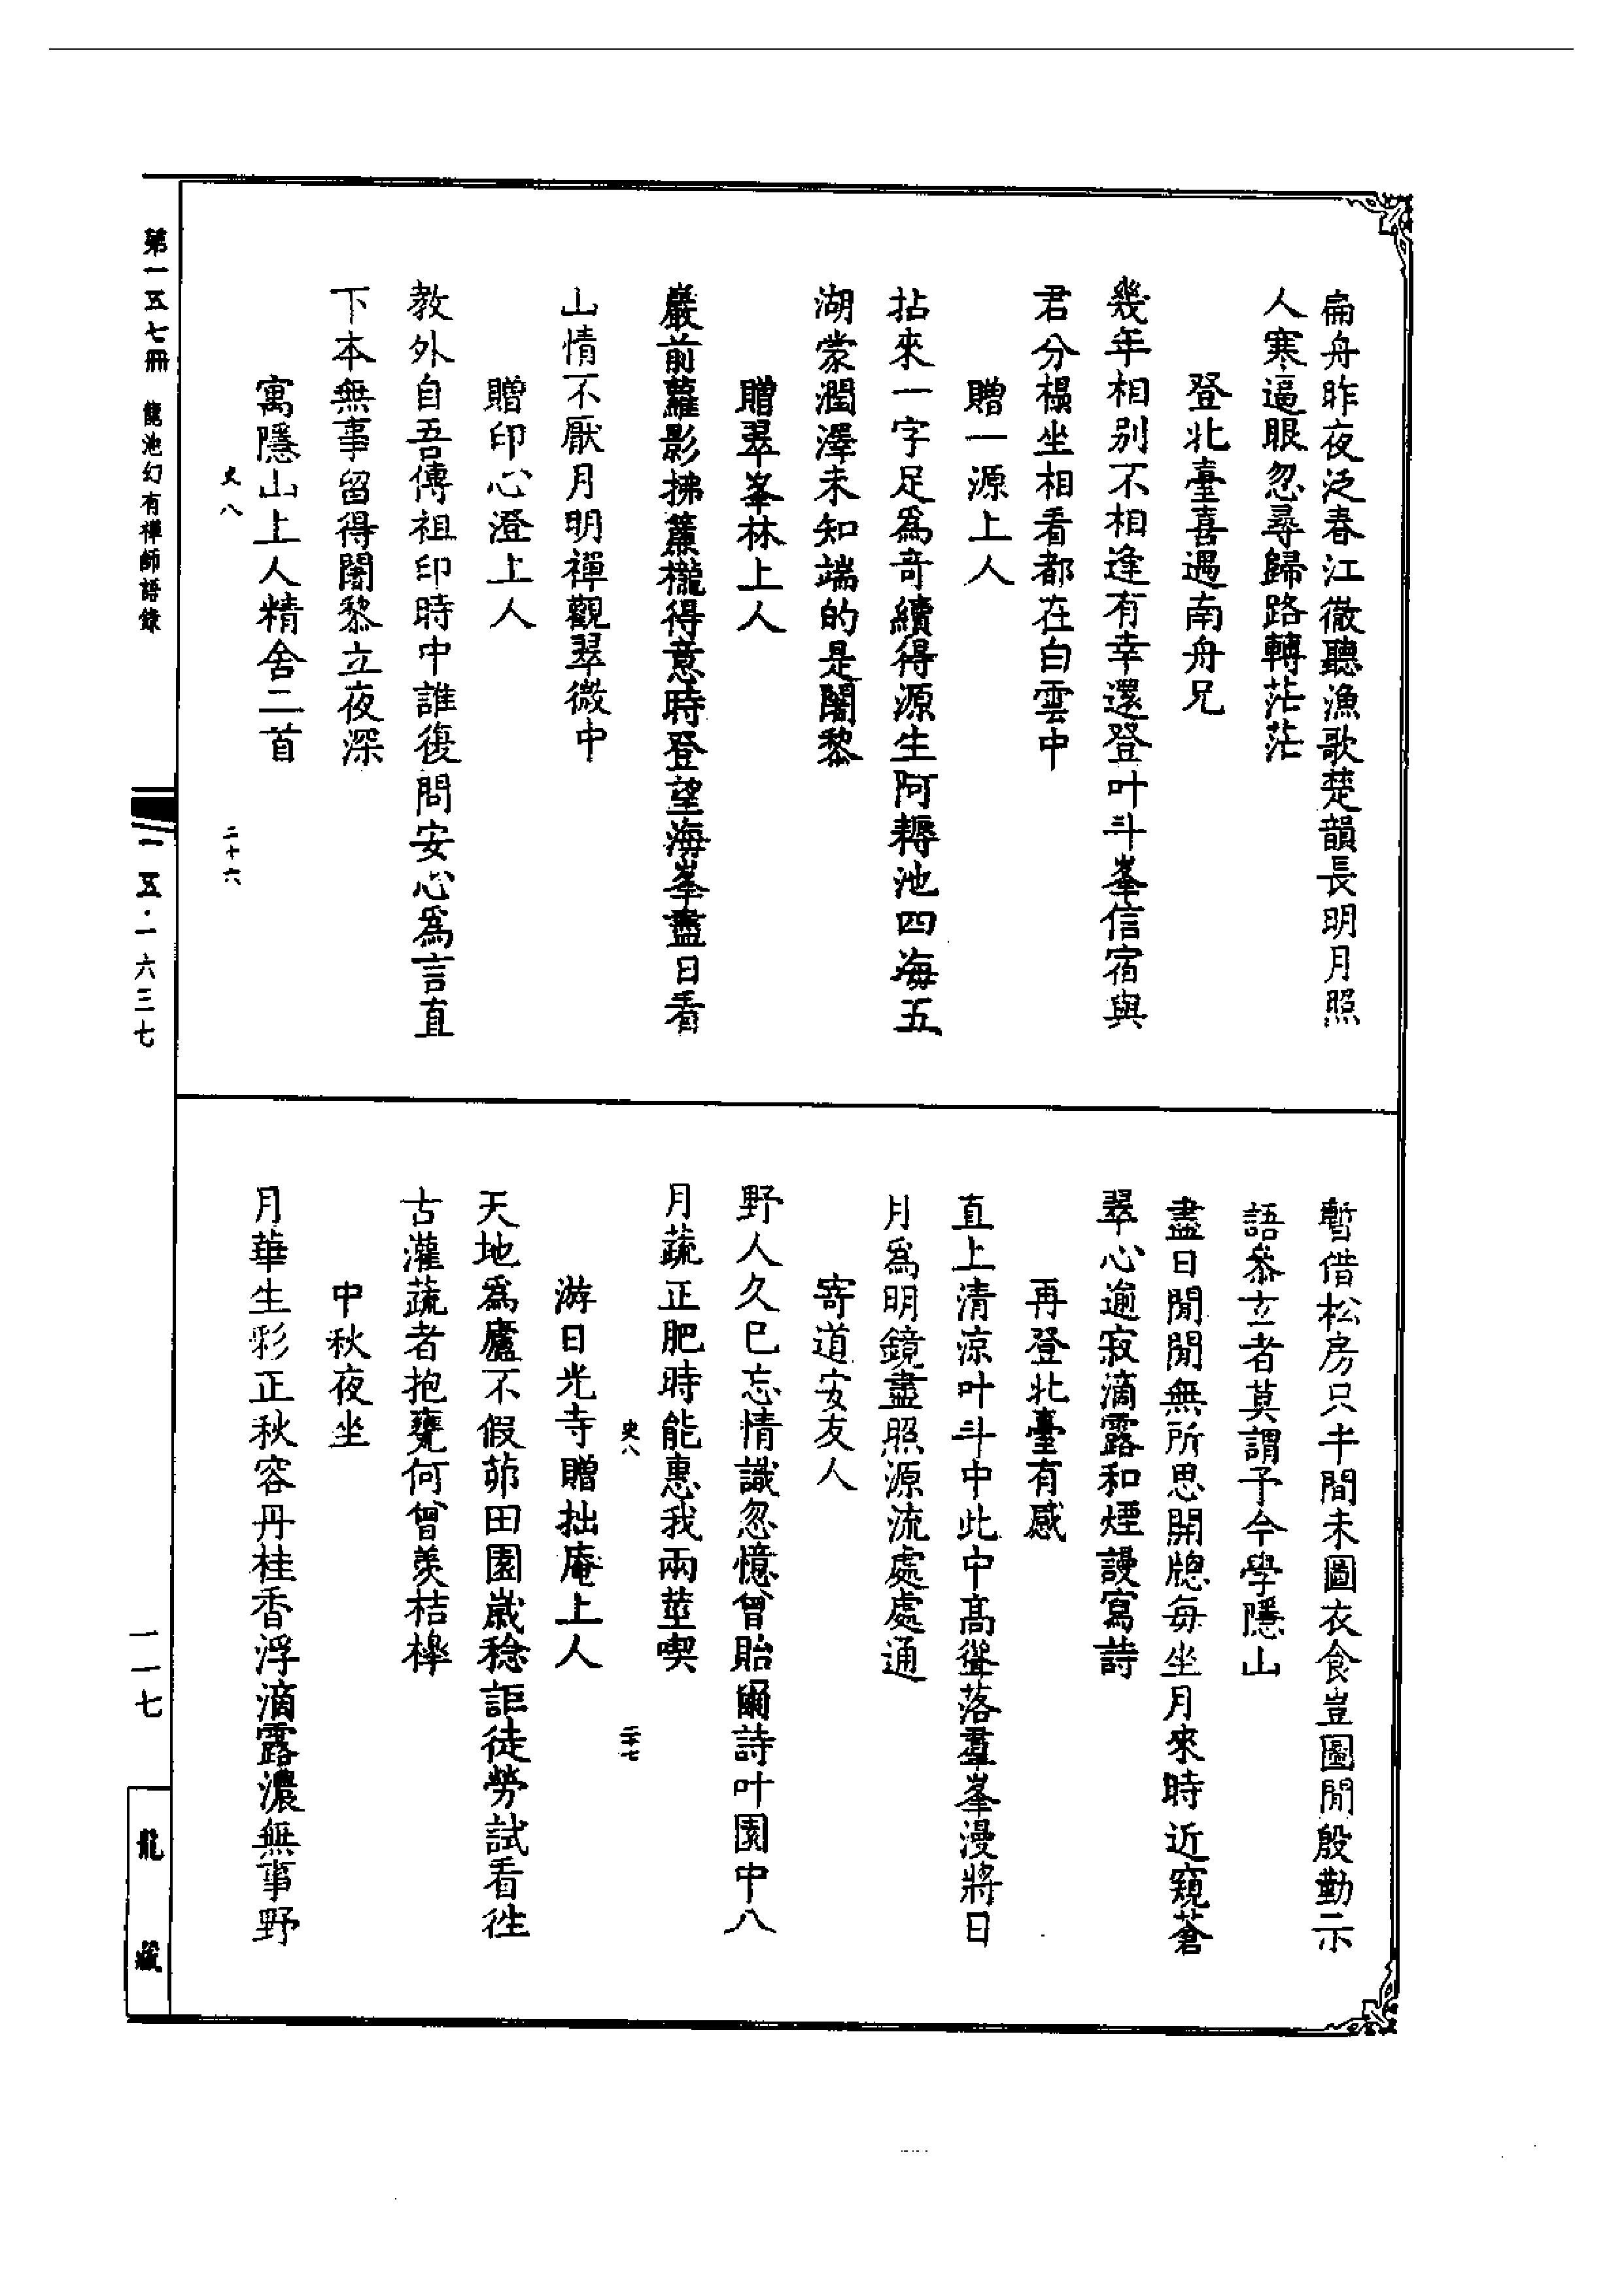 扁舟昨夜泛春江微聽漁歌楚韻長明月照
人寒逼眼忽尋歸路轉茫茫
登北臺喜遇南舟兄
幾年相别不相逢有幸還登叶斗峯信宿與
君分榻坐相看都在白雲中
贈一源上人
拈來一字足爲竒續得源生阿耨池四海五
湖蒙潤澤未知端的是闍黎
贈翠峯林上人
巖前蘿影拂簾櫳得意時登望海峯盡日看
山情不厭月明禪觀翠微中
贈印心澄上人
教外自吾傳祖印時中誰復問安心爲言直
下本無事留得闍黎立夜深
寓隱山上人精舍二首
史八
二十六
暫借松房只半間未圖衣食豈圖閒殷勤示
語叅玄者莫謂予今學隱山
盡日閒閒無所思開牕每坐月來時近窺蒼
翠心逾寂滴露和煙謾寫詩
再登北臺有感
直上清凉叶斗中此中高聳落羣峯漫將日
月爲明鏡盡照源流處處通
寄道安友人
野人久已忘情識忽憶曾貽爾詩叶園中八
月蔬正肥時能惠我兩莖喫
史八
二十七
游日光寺贈拙庵上人
天地爲廬不假茆田園歲稔詎徒勞試看徃
古灌蔬者抱甕何曾羨桔槹
中秋夜坐
月華生彩正秋容丹桂香浮滴露濃無事野
第一五七冊 龍池幻有禪師語錄
一五·一六三七
一一七
龍藏